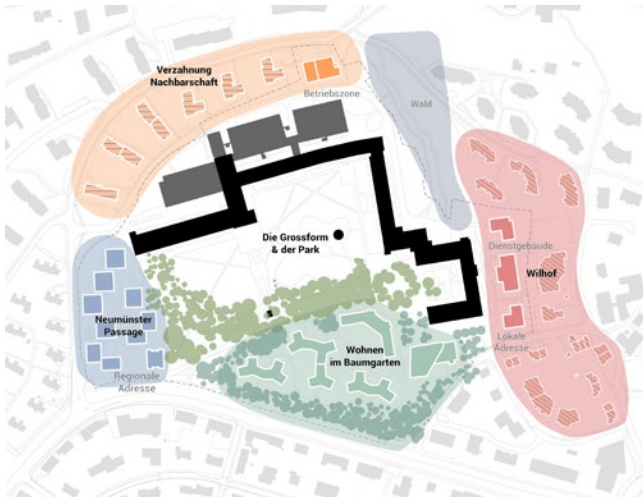 Verzahnung
Nachbarschaft
Betriebszone
Wald
Die Grossform
& der Park
Dienstgebäude
Wilhof
Neumünster
Passage
Lokale
Adresse
Wohnen
im Baumgarten
Regionale
Adresse